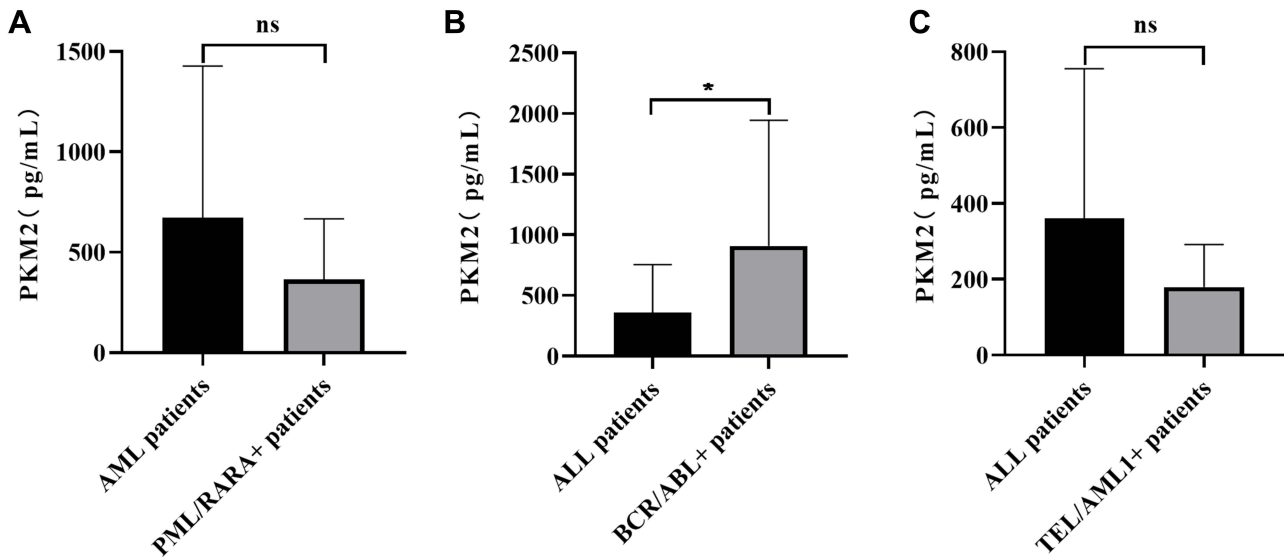 A
ns
PKM2( pg/mL)
1500
1000
500
0
AML patients
PML/RARA+ patients
B
*
PKM2( pg/mL)
2500
2000
1500
1000
500
0
ALL patients
BCR/ABL+ patients
C
ns
PKM2( pg/mL)
800
600
400
200
0
ALL patients
TEL/AML1+ patients